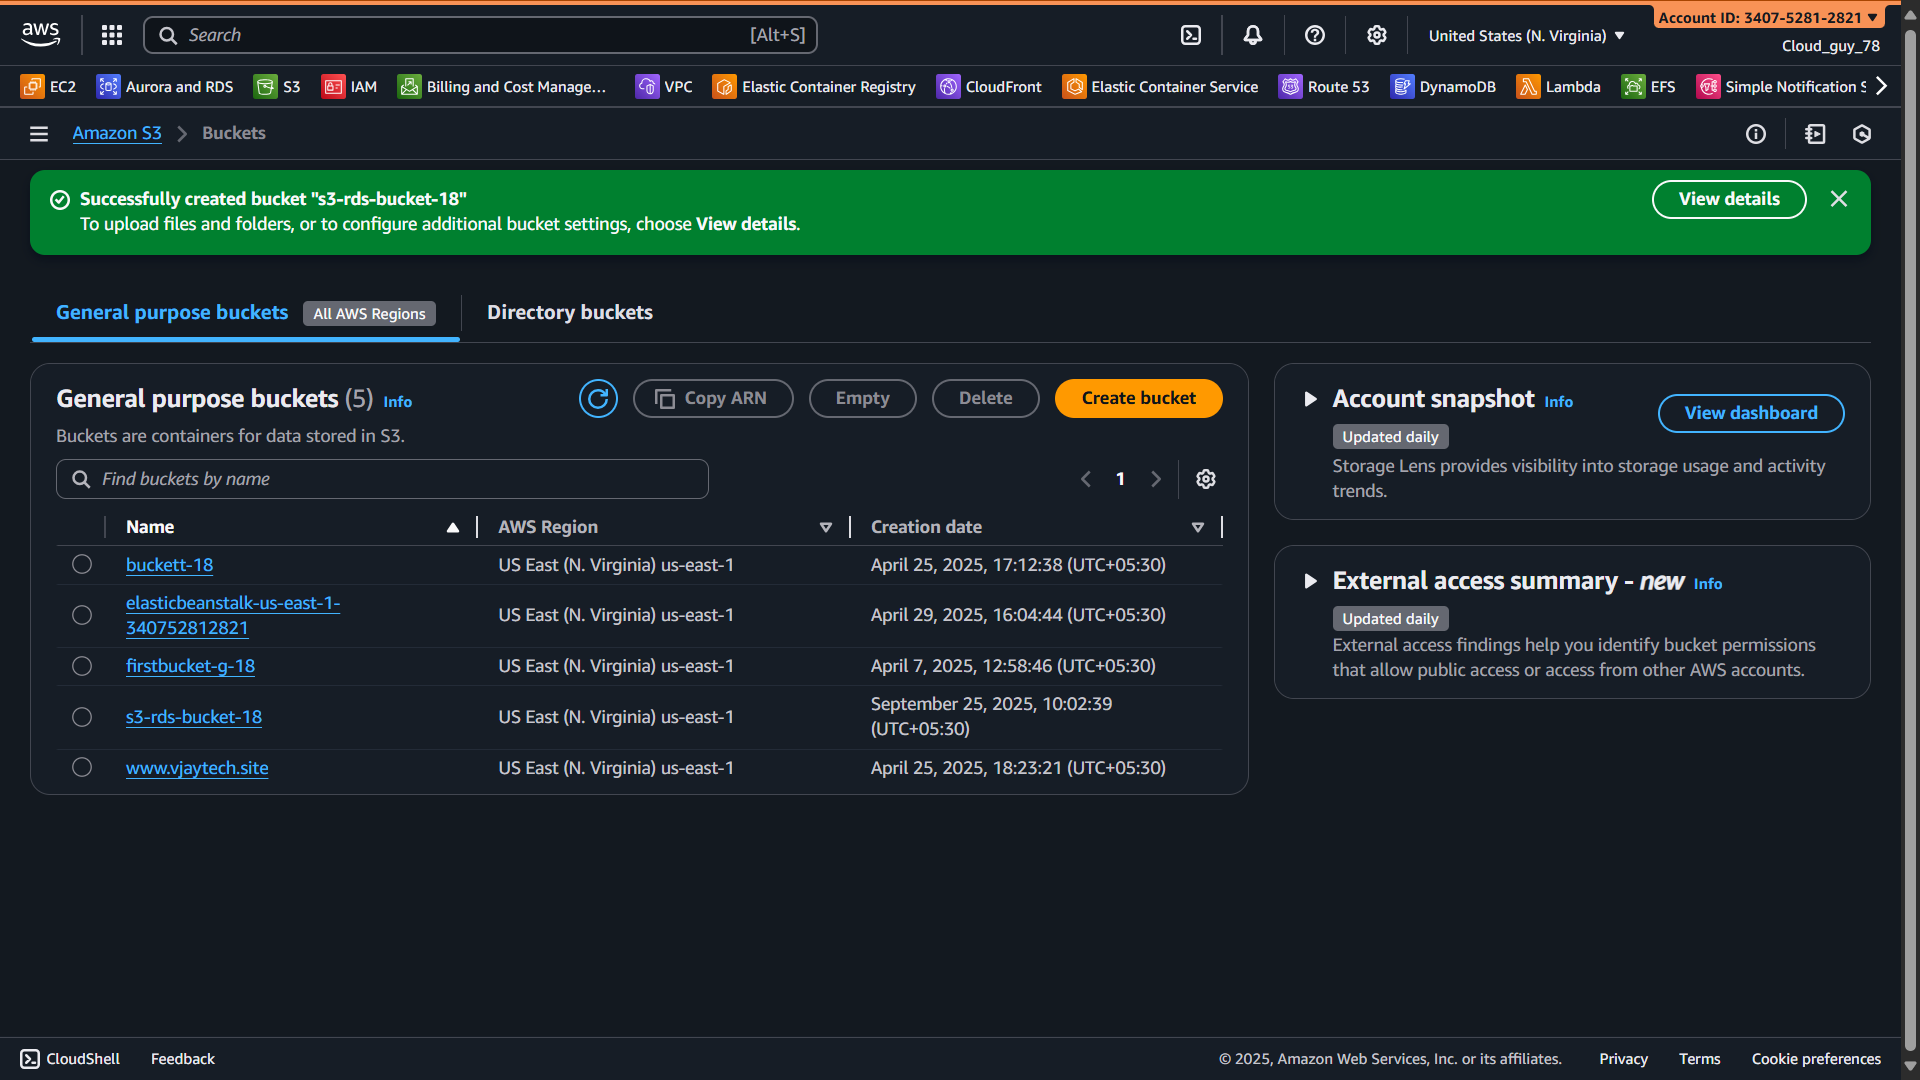 aws
Search
[Alt+S]
United States (N. Virginia)
Account ID: 3407-5281-2821
Cloud_guy_78
EC2
Aurora and RDS
S3
IAM
Billing and Cost Manage...
VPC
Elastic Container Registry
CloudFront
Elastic Container Service
Route 53
DynamoDB
Lambda
EFS
Simple Notification S
Amazon S3
Buckets
Successfully created bucket "s3-rds-bucket-18"
To upload files and folders, or to configure additional bucket settings, choose View details.
View details
General purpose buckets
All AWS Regions
Directory buckets
General purpose buckets (5) Info
Copy ARN
Empty
Delete
Create bucket
Buckets are containers for data stored in S3.
Find buckets by name
1
Name AWS Region Creation date
buckett-18 US East (N. Virginia) us-east-1 April 25, 2025, 17:12:38 (UTC+05:30)
elasticbeanstalk-us-east-1-
340752812821 US East (N. Virginia) us-east-1 April 29, 2025, 16:04:44 (UTC+05:30)
firstbucket-g-18 US East (N. Virginia) us-east-1 April 7, 2025, 12:58:46 (UTC+05:30)
s3-rds-bucket-18 US East (N. Virginia) us-east-1 September 25, 2025, 10:02:39
(UTC+05:30)
www.vjaytech.site US East (N. Virginia) us-east-1 April 25, 2025, 18:23:21 (UTC+05:30)
Account snapshot Info
View dashboard
Updated daily
Storage Lens provides visibility into storage usage and activity
trends.
External access summary - new Info
Updated daily
External access findings help you identify bucket permissions
that allow public access or access from other AWS accounts.
CloudShell
Feedback
© 2025, Amazon Web Services, Inc. or its affiliates.
Privacy
Terms
Cookie preferences